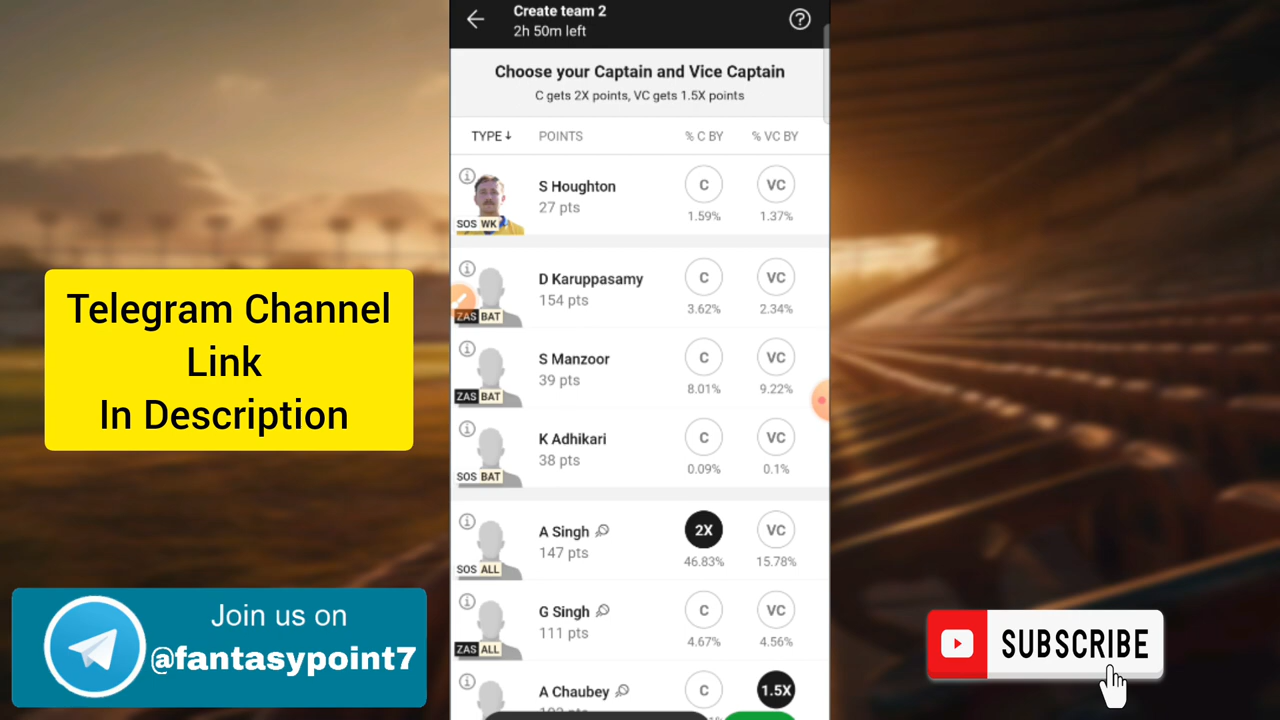 Create team 2
2h 50m left
Choose your Captain and Vice Captain
C gets 2X points, VC gets 1.5X points
TYPE↓ POINTS % C BY % VC BY
S Houghton
27 pts
C VC
1.59% 1.37%
SOS WK
D Karuppasamy
154 pts
C VC
3.62% 2.34%
ZAS BAT
S Manzoor
39 pts
C VC
8.01% 9.22%
ZAS BAT
K Adhikari
38 pts
C VC
0.09% 0.1%
SOS BAT
A Singh
147 pts
2X VC
46.83% 15.78%
SOS ALL
G Singh
111 pts
C VC
4.67% 4.56%
ZAS ALL
A Chaubey
C 1.5X
Telegram Channel
Link
In Description
Join us on
@fantasypoint7
SUBSCRIBE